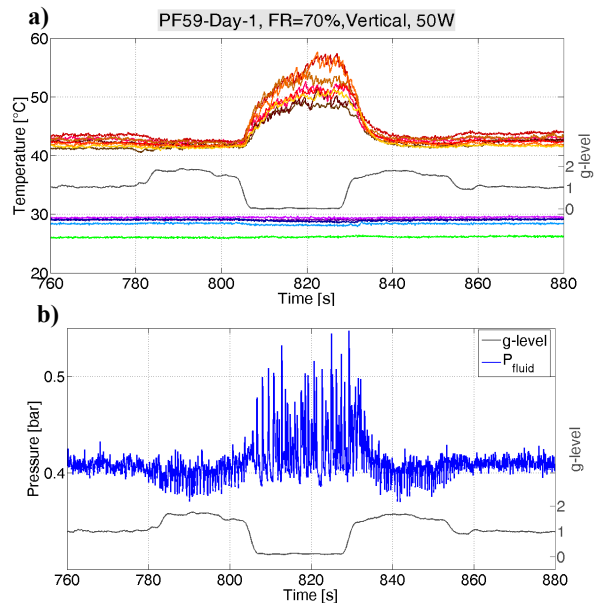 a)
PF59-Day-1, FR=70%,Vertical, 50W
60
50
40
30
20
Temperature [°C]
2
1
0
g-level
760 780 800 820 840 860 880
Time [s]
b)
g-level
P_fluid
0.5
0.4
Pressure [bar]
2
1
0
g-level
760 780 800 820 840 860 880
Time [s]